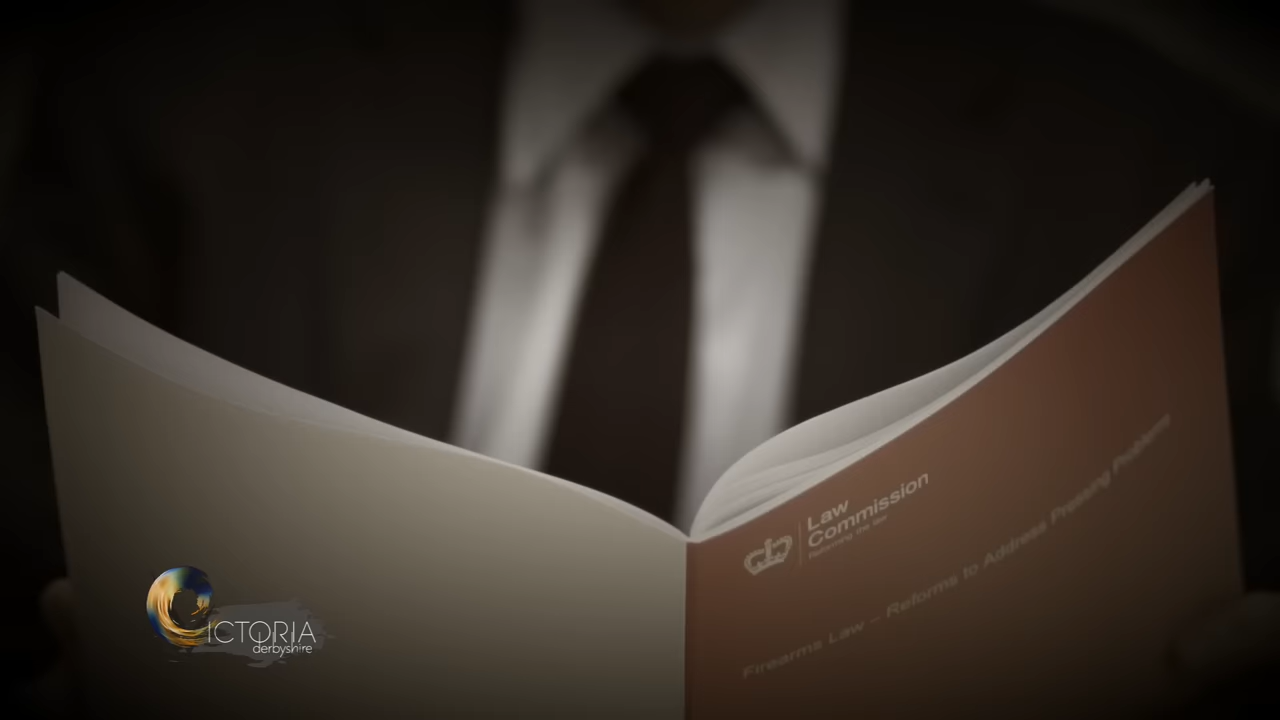 Law
Commission
Reforming the law
Firearms Law – Reforms to Address Pressing Problems
ICTORIA
derbyshire